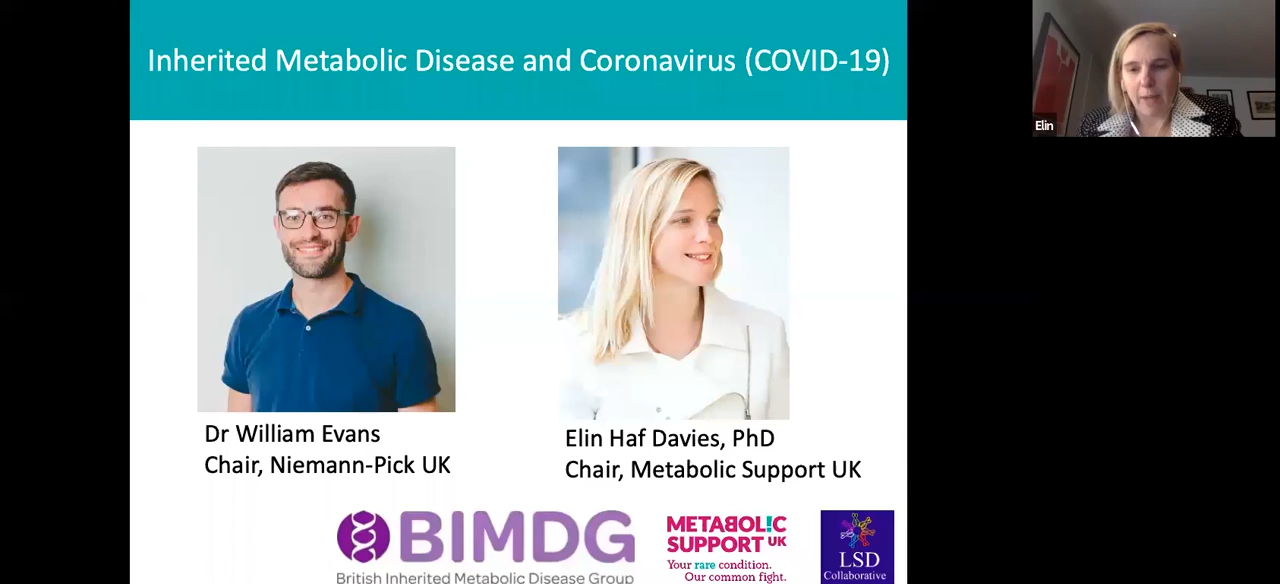 Inherited Metabolic Disease and Coronavirus (COVID-19)
Elin
Dr William Evans
Chair, Niemann-Pick UK
Elin Haf Davies, PhD
Chair, Metabolic Support UK
BIMDG
British Inherited Metabolic Disease Group
METABOL!C
SUPPORT UK
Your rare condition.
Our common fight.
LSD
Collaborative